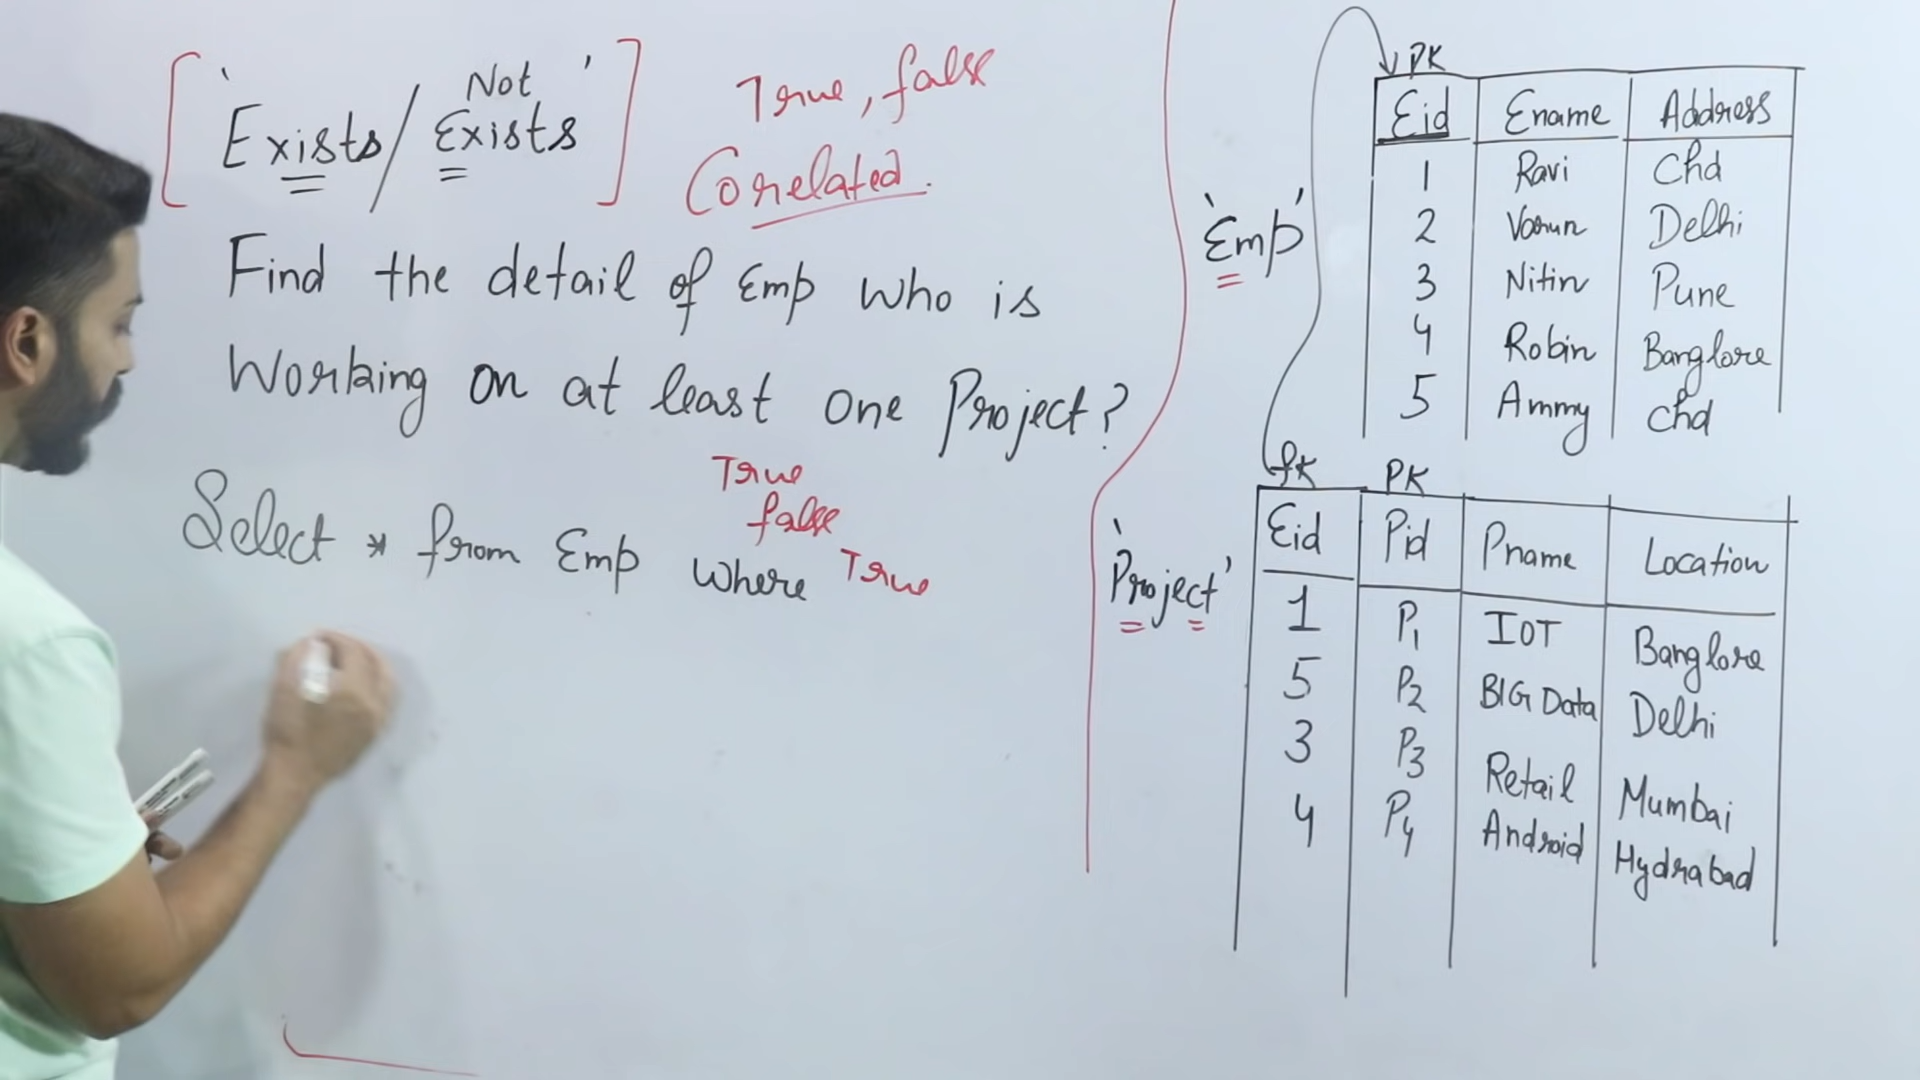 [ 'Exists / Not Exists' ] True, false
Corelated.
Find the detail of Emp who is
Working on at least one Project?
True
false
Select * from Emp Where True
'Emp'
PK
Eid Ename Address
1 Ravi Chd
2 Varun Delhi
3 Nitin Pune
4 Robin Banglore
5 Ammy Chd
'Project'
fK PK
Eid Pid Pname Location
1 P1 IOT Banglore
5 P2 BIG Data Delhi
3 P3 Retail Mumbai
4 P4 Android Hydrabad